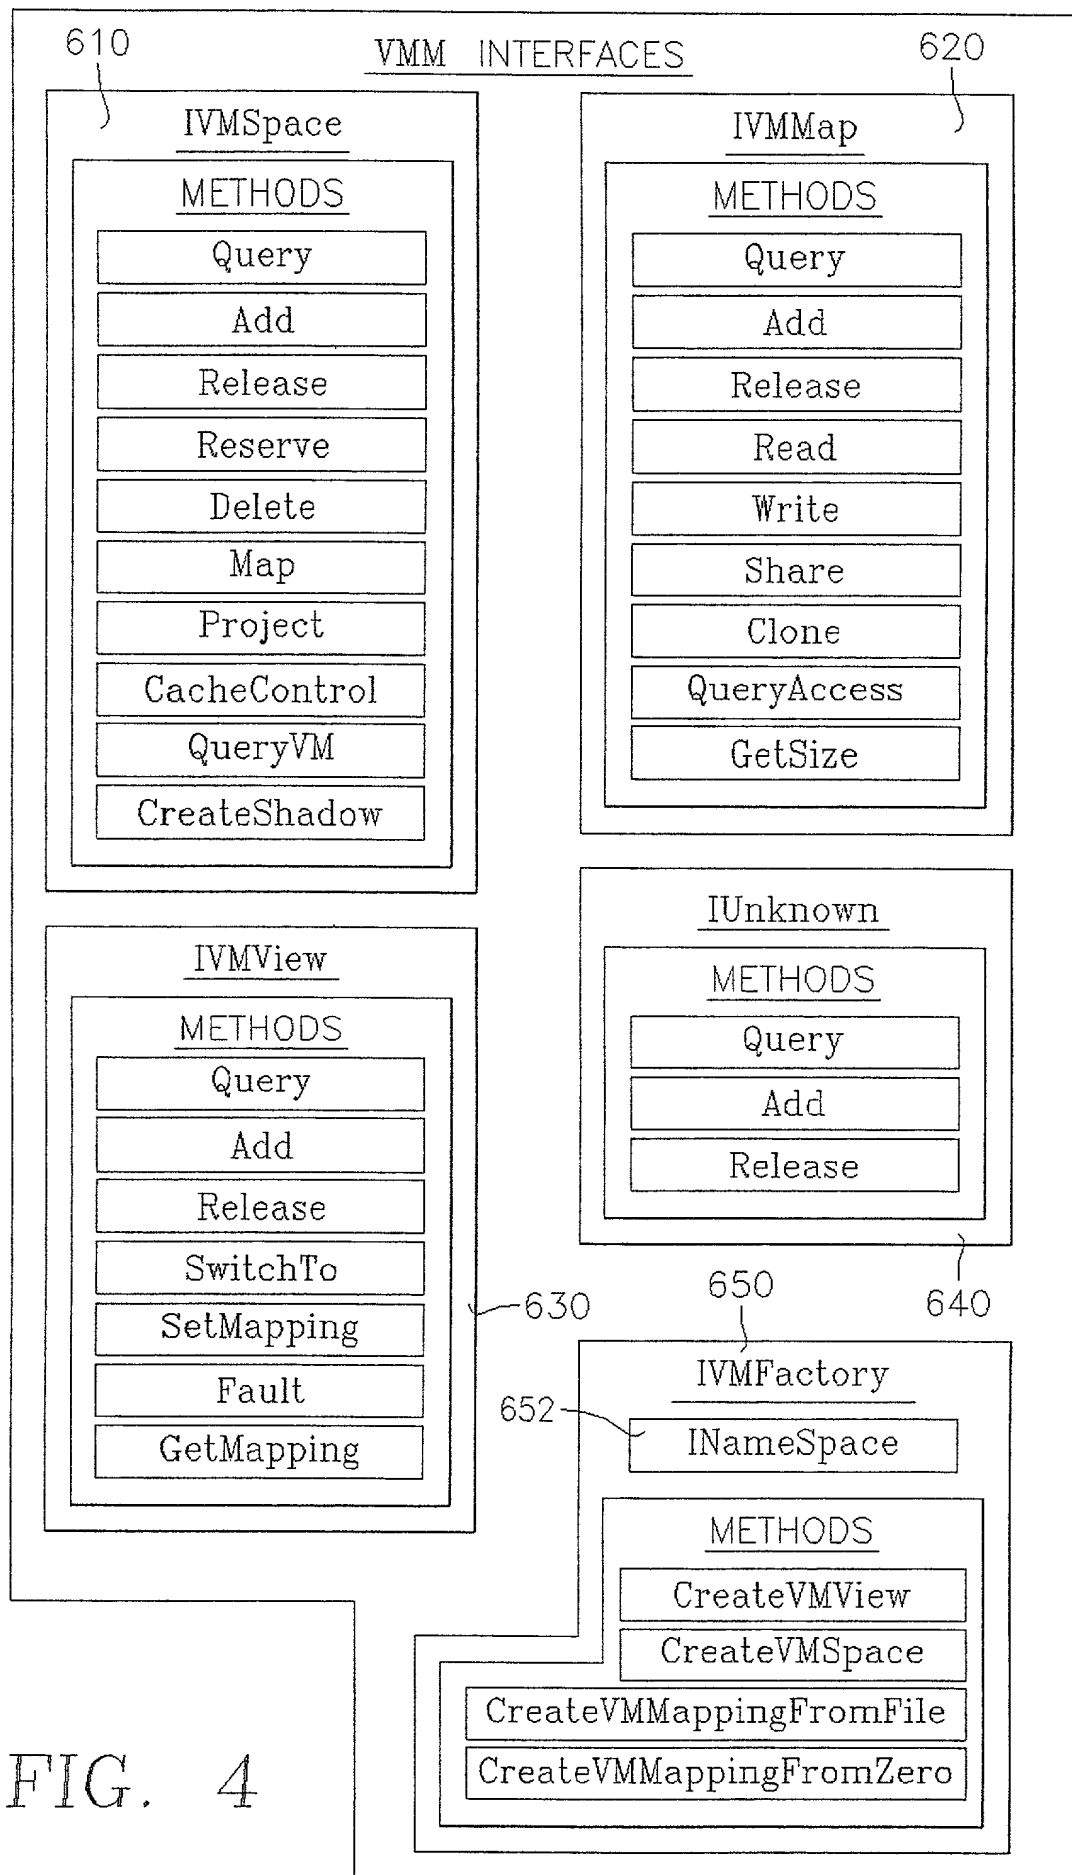 VMM INTERFACES
610
IVMSpace
METHODS
Query
Add
Release
Reserve
Delete
Map
Project
CacheControl
QueryVM
CreateShadow
620
IVMMap
METHODS
Query
Add
Release
Read
Write
Share
Clone
QueryAccess
GetSize
IVMView
METHODS
Query
Add
Release
SwitchTo
SetMapping
Fault
GetMapping
630
IUnknown
METHODS
Query
Add
Release
640
650
IVMFactory
652
INameSpace
METHODS
CreateVMView
CreateVMSpace
CreateVMMappingFromFile
CreateVMMappingFromZero
FIG. 4